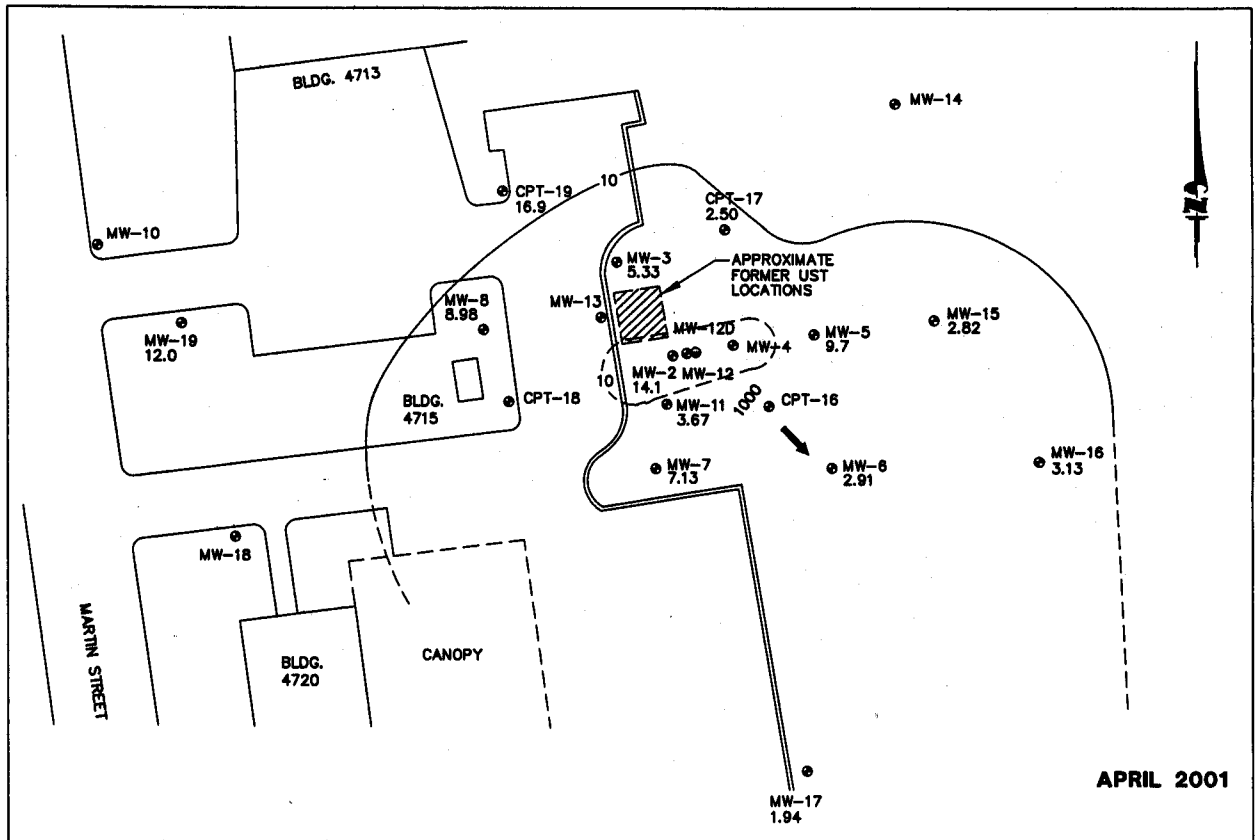 BLDG. 4713
MW-14
CPT-19
16.9
10
CPT-17
2.50
MW-10
MW-3
5.33
APPROXIMATE
FORMER UST
LOCATIONS
N
MW-8
8.98
MW-13
MW-19
12.0
MW-12D
MW-15
2.82
MW-5
9.7
MW-4
MW-2
14.1
MW-12
10
BLDG.
4715
CPT-18
MW-11
3.67
1000
CPT-16
MW-7
7.13
MW-6
2.91
MW-16
3.13
MW-18
MARTIN STREET
BLDG.
4720
CANOPY
APRIL 2001
MW-17
1.94